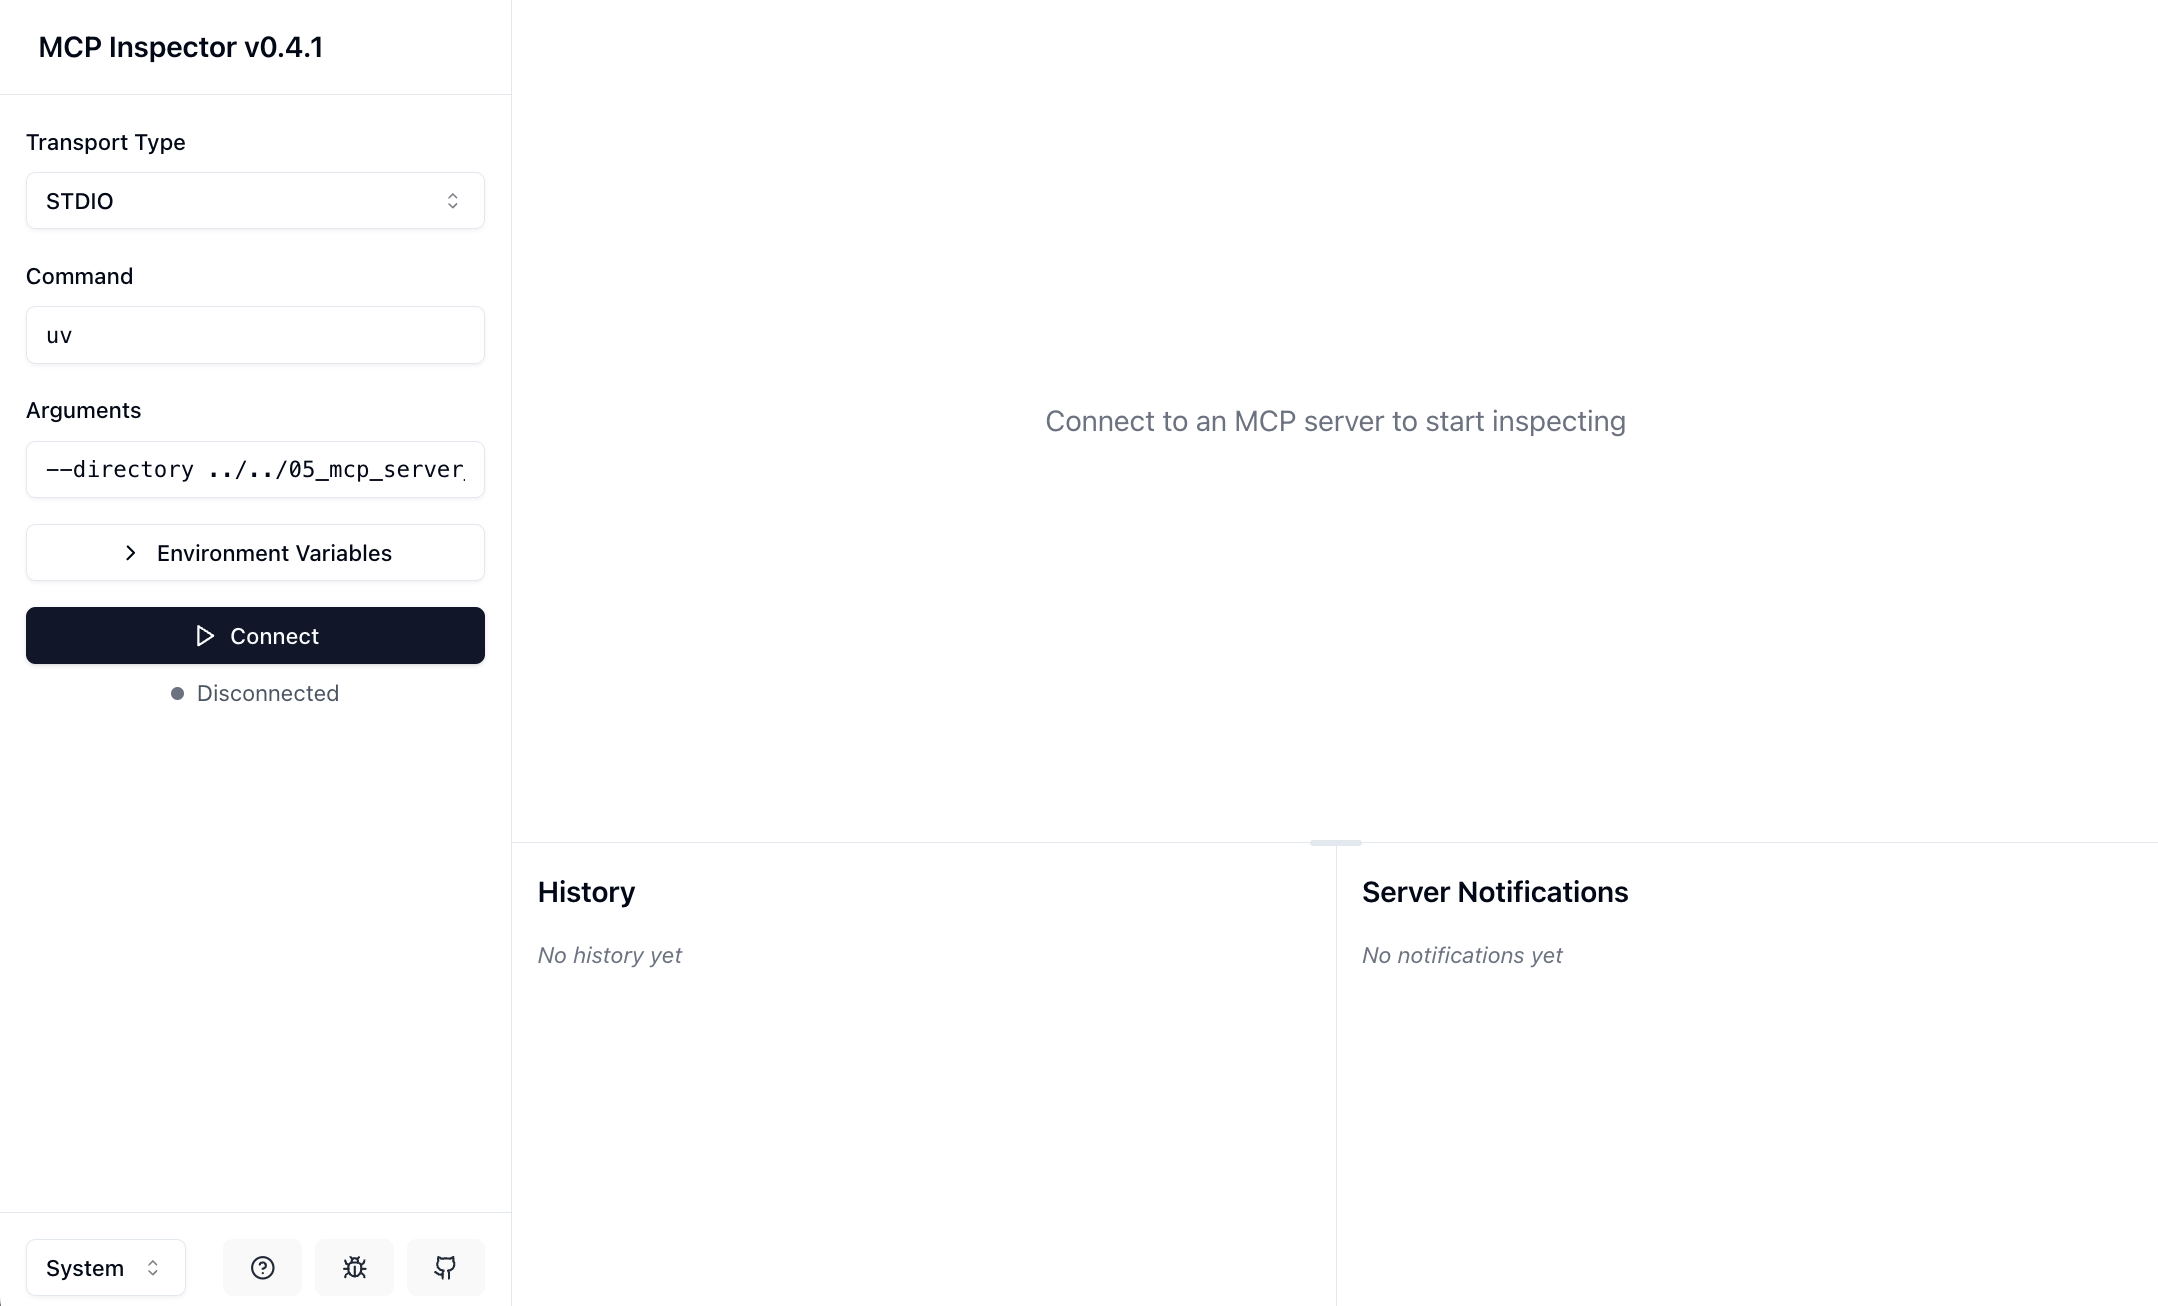 MCP Inspector v0.4.1
Transport Type
STDIO
Command
uv
Arguments
--directory ../../05_mcp_server_
Environment Variables
Connect
Disconnected
System
Connect to an MCP server to start inspecting
History
No history yet
Server Notifications
No notifications yet